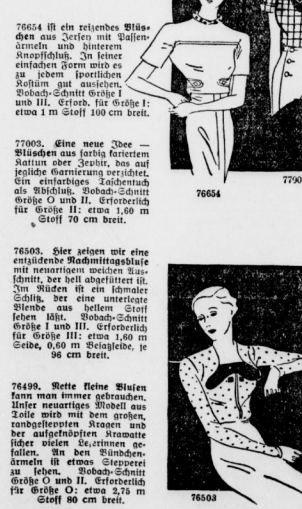 76654 ist ein reizendes Blüs-
chen aus Jersey mit Passen-
ärmeln und hinterem
Knopfschluß. In seiner
einfachen Form wird es
zu jedem sportlichen
Kostüm gut aussehen.
Vobach-Schnitt Größe I
und III. Erford. für Größe I:
etwa 1 m Stoff 100 cm breit.
77003. Eine neue Idee —
Blüschen aus farbig kariertem
Kattun oder Zephir, das auf
jegliche Garnierung verzichtet.
Ein einfarbiges Taschentuch
als Abschluß. Vobach-Schnitt
Größe O und II. Erforderlich
für Größe II: etwa 1,60 m
Stoff 70 cm breit.
76503. Hier zeigen wir eine
entzückende Nachmittagsbluse
mit neuartigem weichen Aus-
schnitt, der hell abgefüttert ist.
Im Rücken ist ein schmaler
Schlitz, der eine unterlegte
Blende aus hellem Stoff
sehen läßt. Vobach-Schnitt
Größe I und III. Erforderlich
für Größe III: etwa 1,60 m
Seide, 0,60 m Besatzseide, je
96 cm breit.
76499. Nette kleine Blusen
kann man immer gebrauchen.
Unser neuartiges Modell aus
Toile wird mit dem großen,
randgesteppten Kragen und
der aufgeknöpften Krawatte
sicher vielen Leserinnen ge-
fallen. An den Bündchen-
ärmeln ist etwas Stepperei
zu sehen. Vobach-Schnitt
Größe O und II. Erforderlich
für Größe O: etwa 2,75 m
Stoff 80 cm breit.
7790
76654
76503